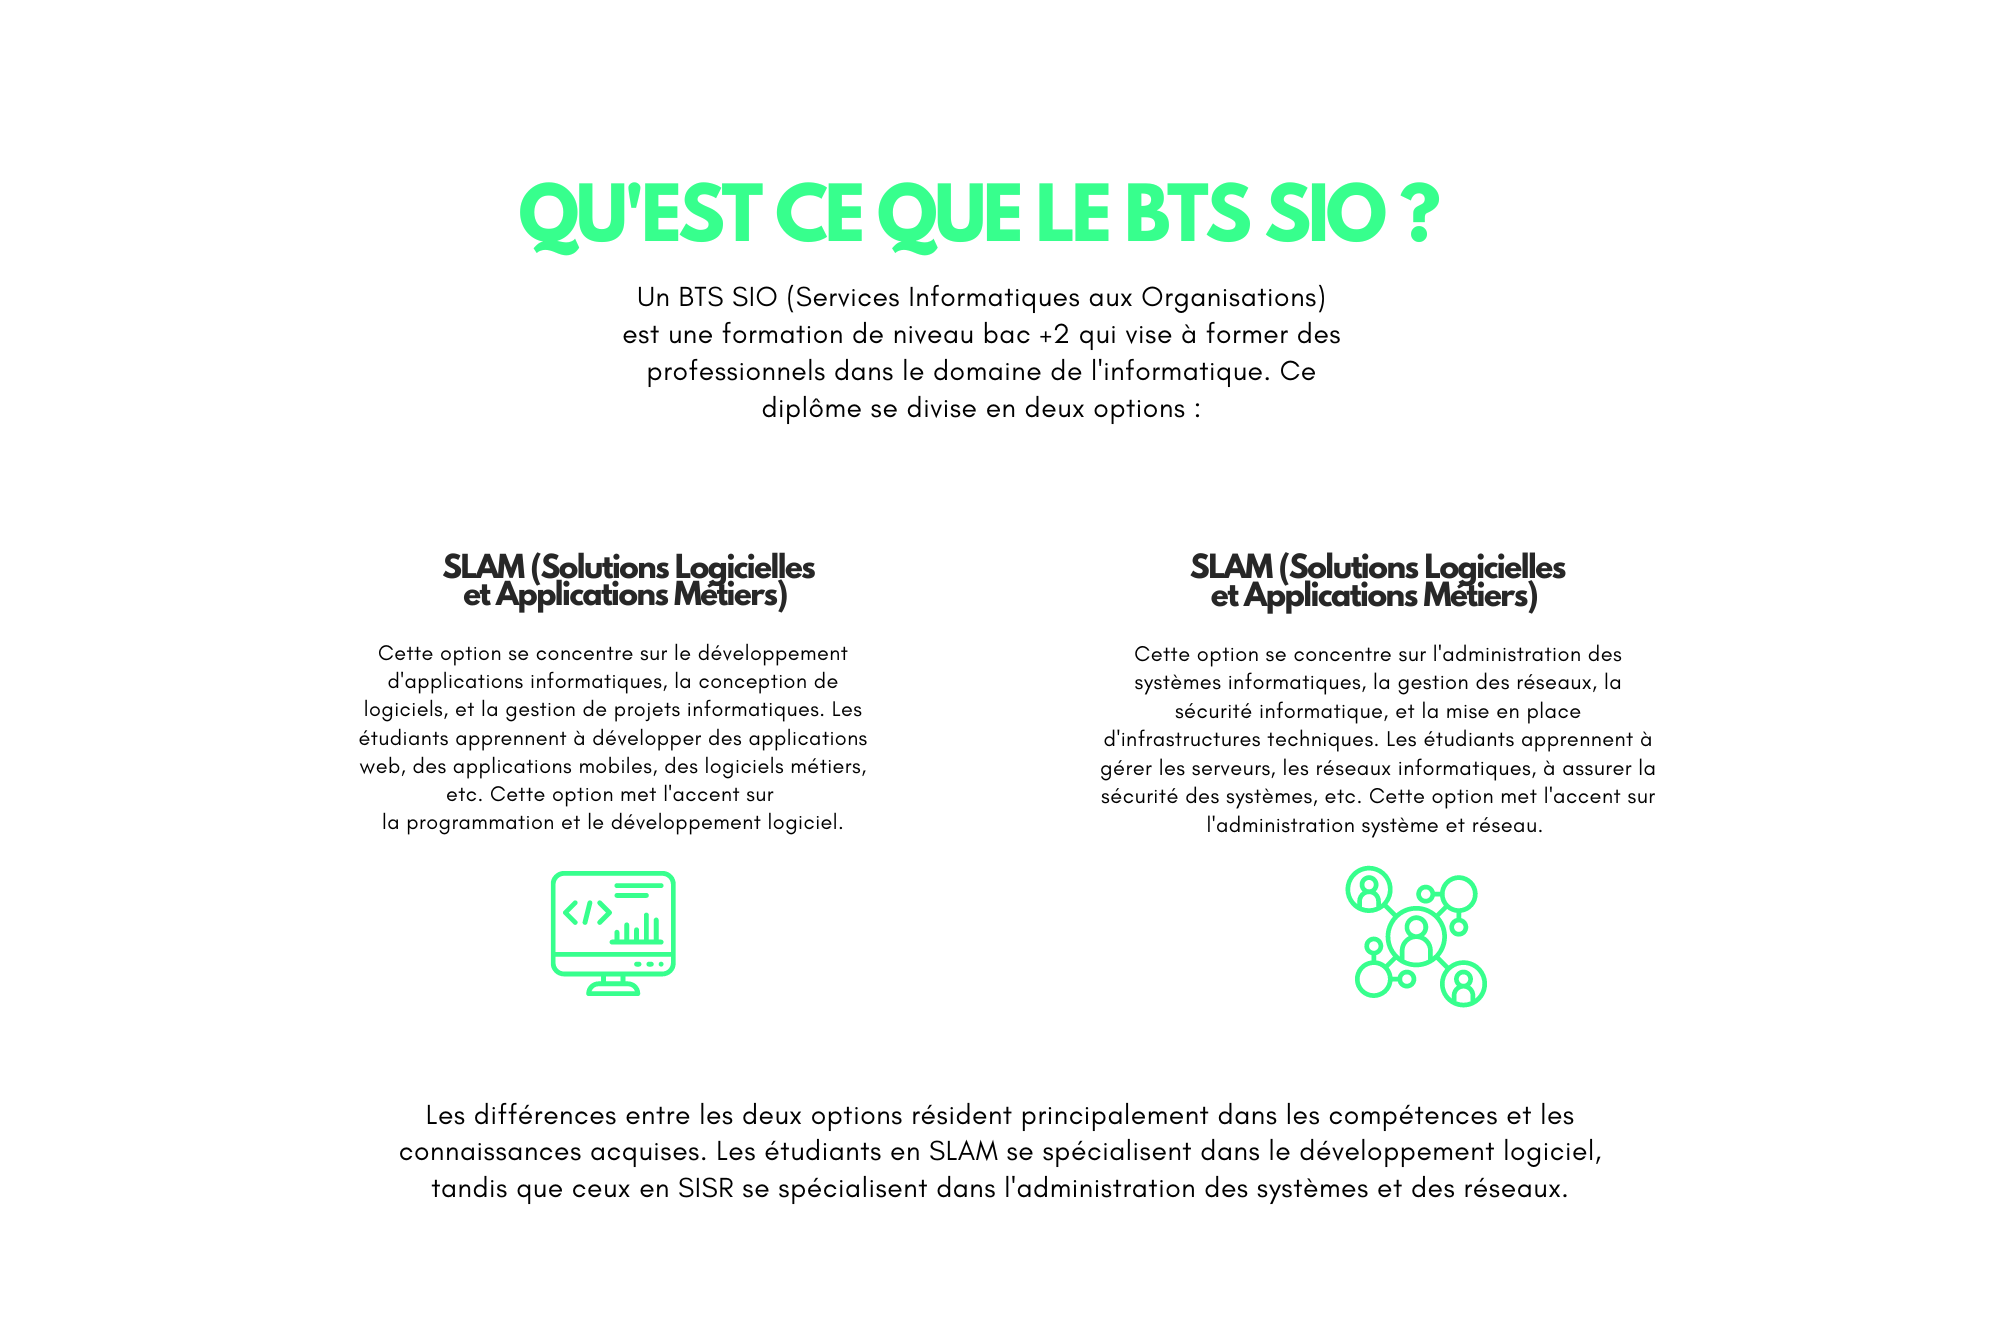 QU'EST CE QUE LE BTS SIO ?
Un BTS SIO (Services Informatiques aux Organisations)
est une formation de niveau bac +2 qui vise à former des
professionnels dans le domaine de l'informatique. Ce
diplôme se divise en deux options :
SLAM (Solutions Logicielles
et Applications Métiers)
Cette option se concentre sur le développement
d'applications informatiques, la conception de
logiciels, et la gestion de projets informatiques. Les
étudiants apprennent à développer des applications
web, des applications mobiles, des logiciels métiers,
etc. Cette option met l'accent sur
la programmation et le développement logiciel.
SLAM (Solutions Logicielles
et Applications Métiers)
Cette option se concentre sur l'administration des
systèmes informatiques, la gestion des réseaux, la
sécurité informatique, et la mise en place
d'infrastructures techniques. Les étudiants apprennent à
gérer les serveurs, les réseaux informatiques, à assurer la
sécurité des systèmes, etc. Cette option met l'accent sur
l'administration système et réseau.
Les différences entre les deux options résident principalement dans les compétences et les
connaissances acquises. Les étudiants en SLAM se spécialisent dans le développement logiciel,
tandis que ceux en SISR se spécialisent dans l'administration des systèmes et des réseaux.